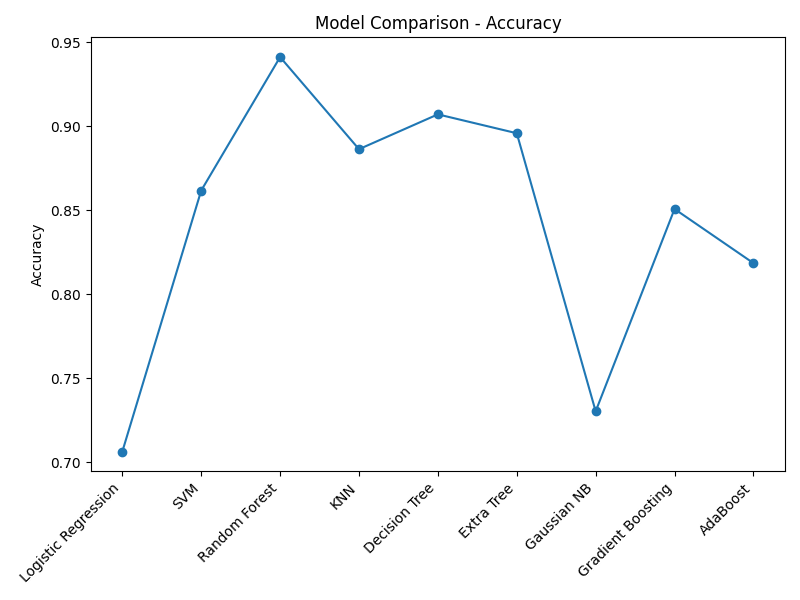 Model Comparison - Accuracy
Accuracy
0.95
0.90
0.85
0.80
0.75
0.70
Logistic Regression
SVM
Random Forest
KNN
Decision Tree
Extra Tree
Gaussian NB
Gradient Boosting
AdaBoost